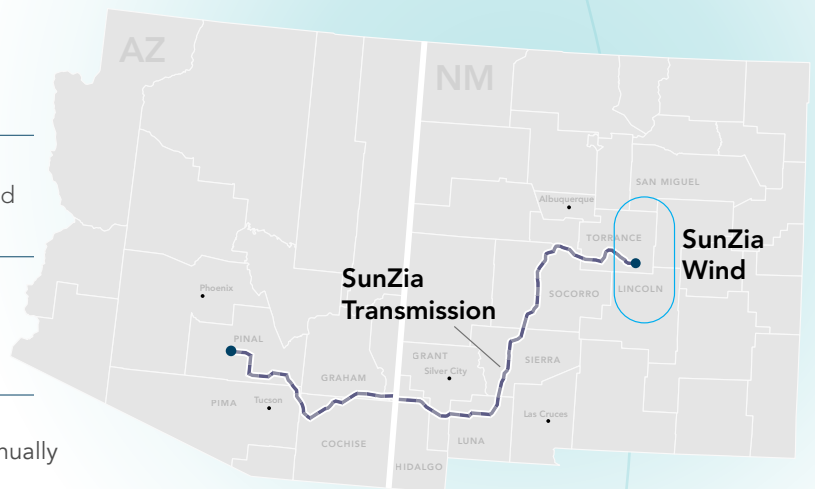 AZ
NM
SAN MIGUEL
d
Albuquerque
TORRANCE
SunZia
Wind
SunZia
Transmission
Phoenix
SOCORRO
LINCOLN
PINAL
GRANT
SIERRA
Silver City
GRAHAM
PIMA
Tucson
Las Cruces
COCHISE
LUNA
nually
HIDALGO